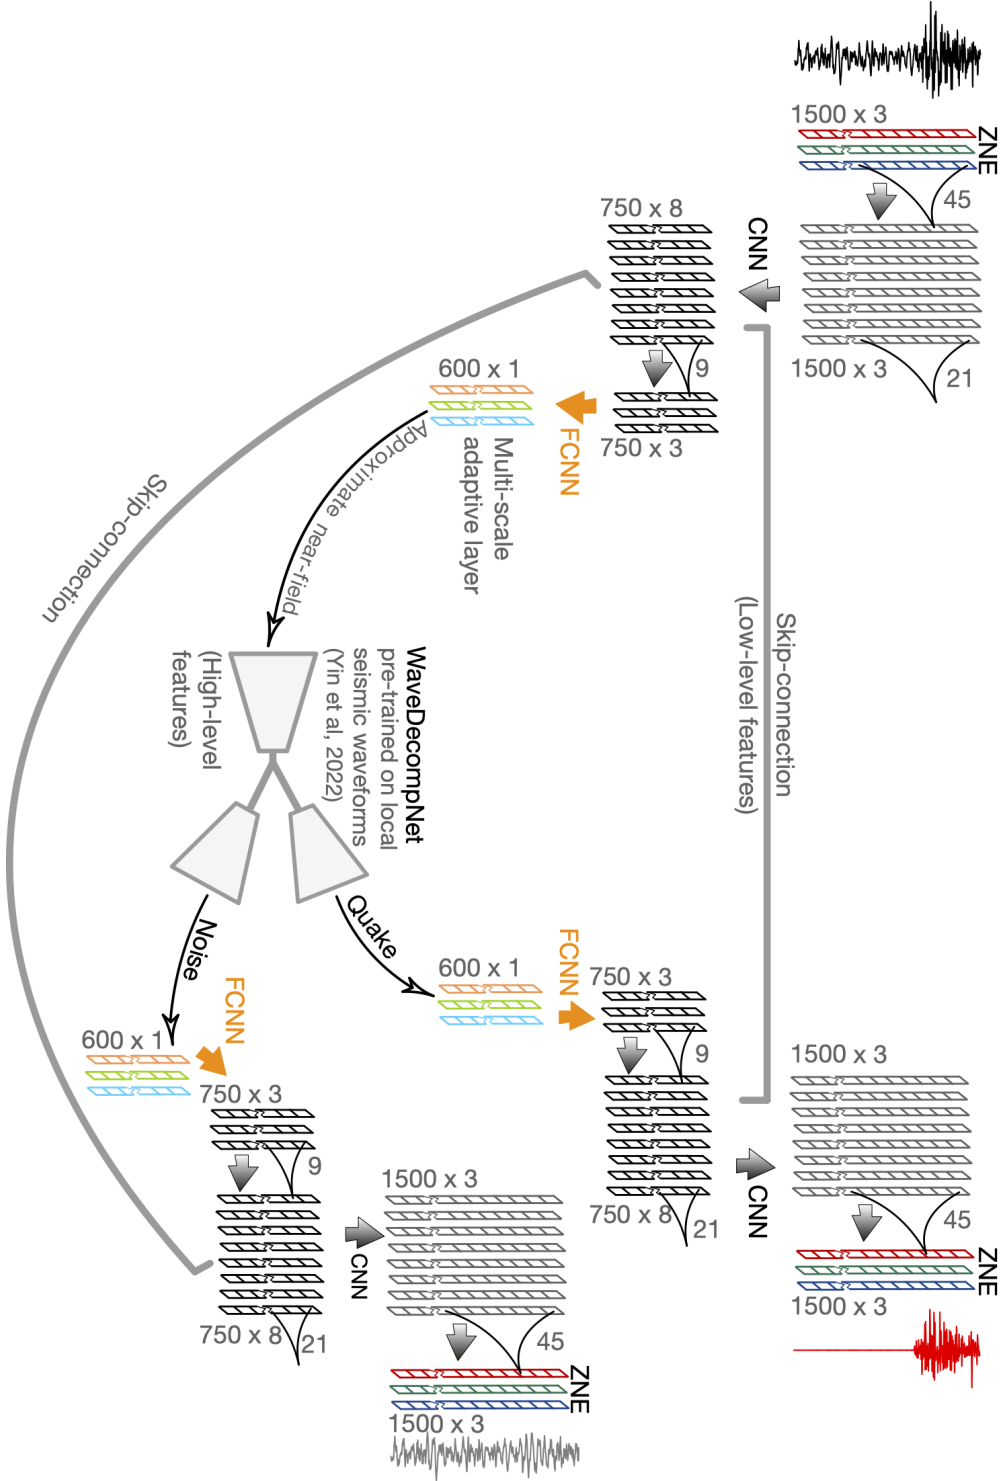 1500 x 3
ZNE
45
750 x 8
CNN
1500 x 3
21
9
600 x 1
FCNN
750 x 3
Multi-scale
adaptive layer
Approximate near-field
Skip-connection
Skip-connection
(Low-level features)
WaveDecompNet
pre-trained on local
seismic waveforms
(Yin et al, 2022)
(High-level
features)
Quake
Noise
600 x 1
FCNN
750 x 3
9
750 x 8
21
CNN
1500 x 3
45
ZNE
1500 x 3
600 x 1
FCNN
750 x 3
9
750 x 8
21
CNN
1500 x 3
45
ZNE
1500 x 3